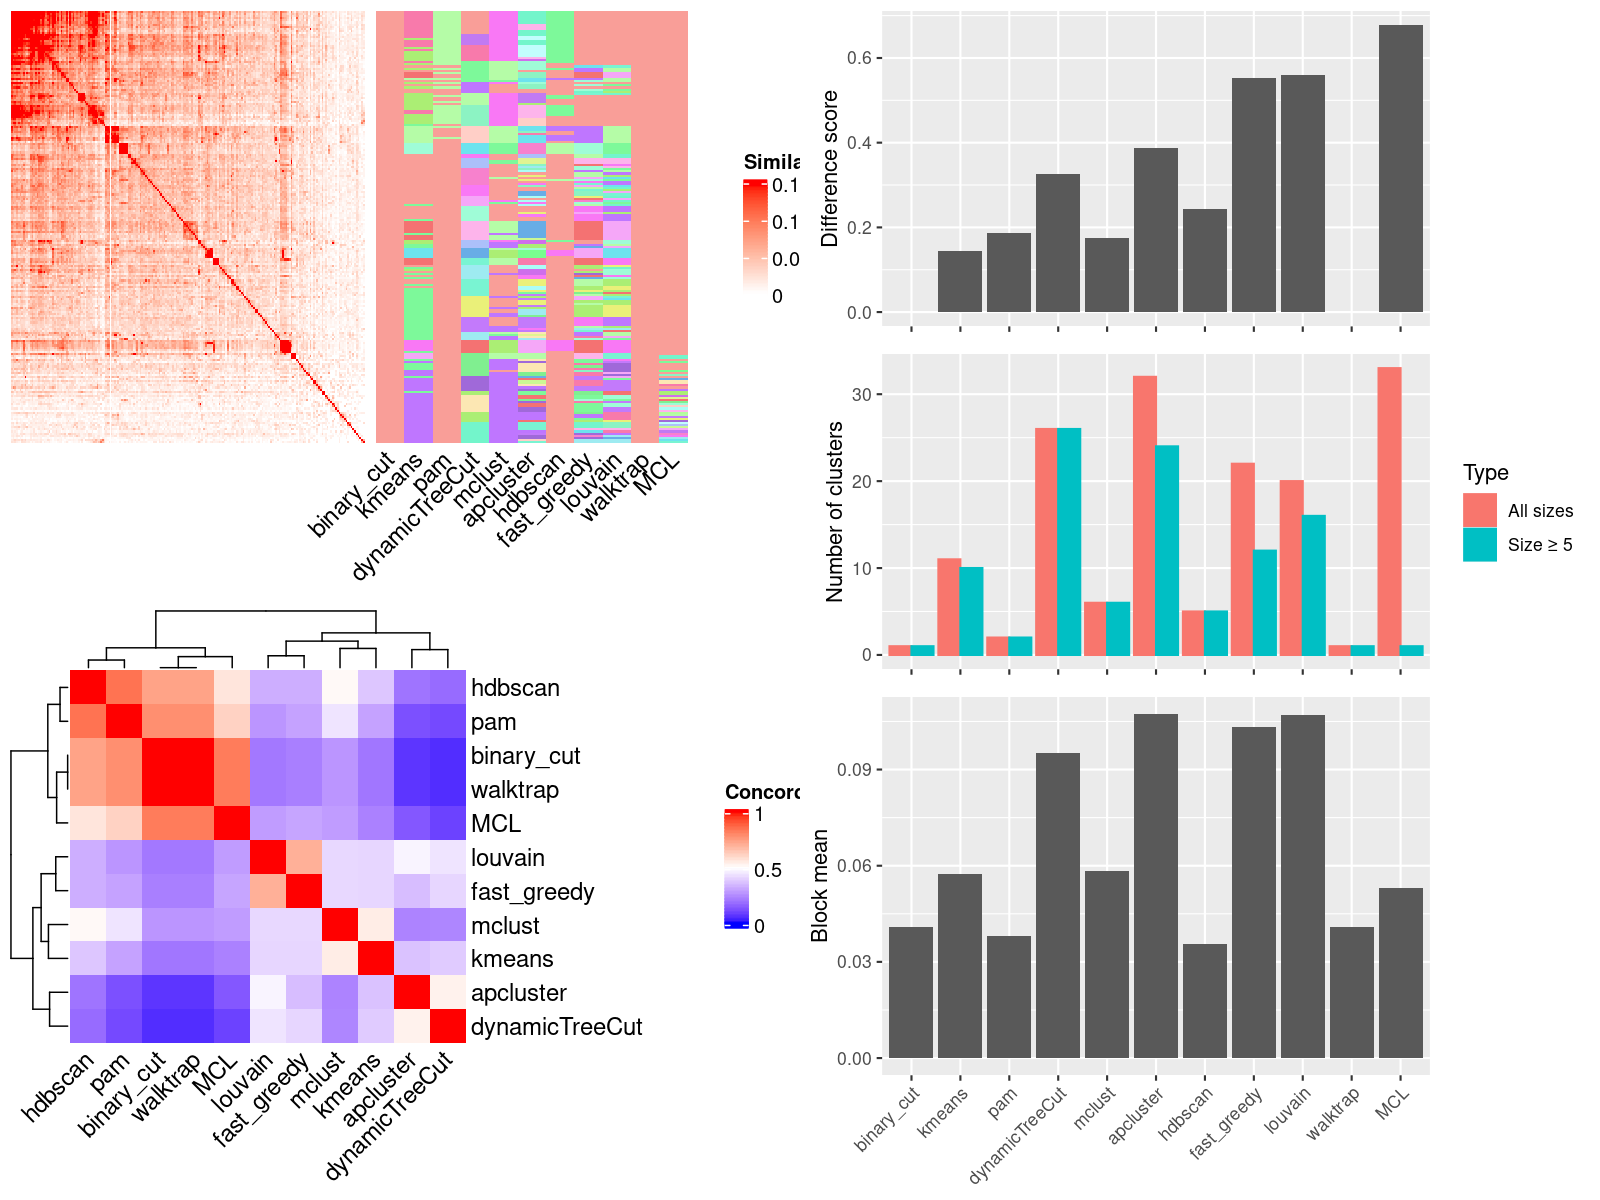 Simila
0.1
0.1
0.0
0
binary_cut
kmeans
pam
dynamicTreeCut
mclust
apcluster
hdbscan
fast_greedy
louvain
walktrap
MCL
hdbscan
pam
binary_cut
walktrap
MCL
louvain
fast_greedy
mclust
kmeans
apcluster
dynamicTreeCut
hdbscan
pam
binary_cut
walktrap
MCL
louvain
fast_greedy
mclust
kmeans
apcluster
dynamicTreeCut
Concord
1
0.5
0
Difference score
0.6
0.4
0.2
0.0
Number of clusters
30
20
10
0
Type
All sizes
Size ≥ 5
Block mean
0.09
0.06
0.03
0.00
binary_cut
kmeans
pam
dynamicTreeCut
mclust
apcluster
hdbscan
fast_greedy
louvain
walktrap
MCL